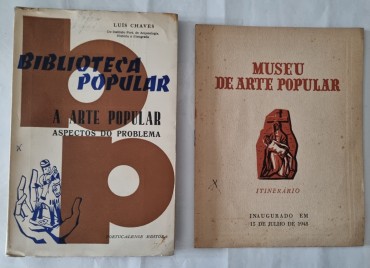 LUÍS CHAVES
BIBLIOTECA
POPULAR
A ARTE POPULAR
ASPECTOS DO PROBLEMA
PORTUCALENSE EDITORA
MUSEU
DE ARTE POPULAR
ITINERÁRIO
INAUGURADO EM
15 DE JULHO DE 1948